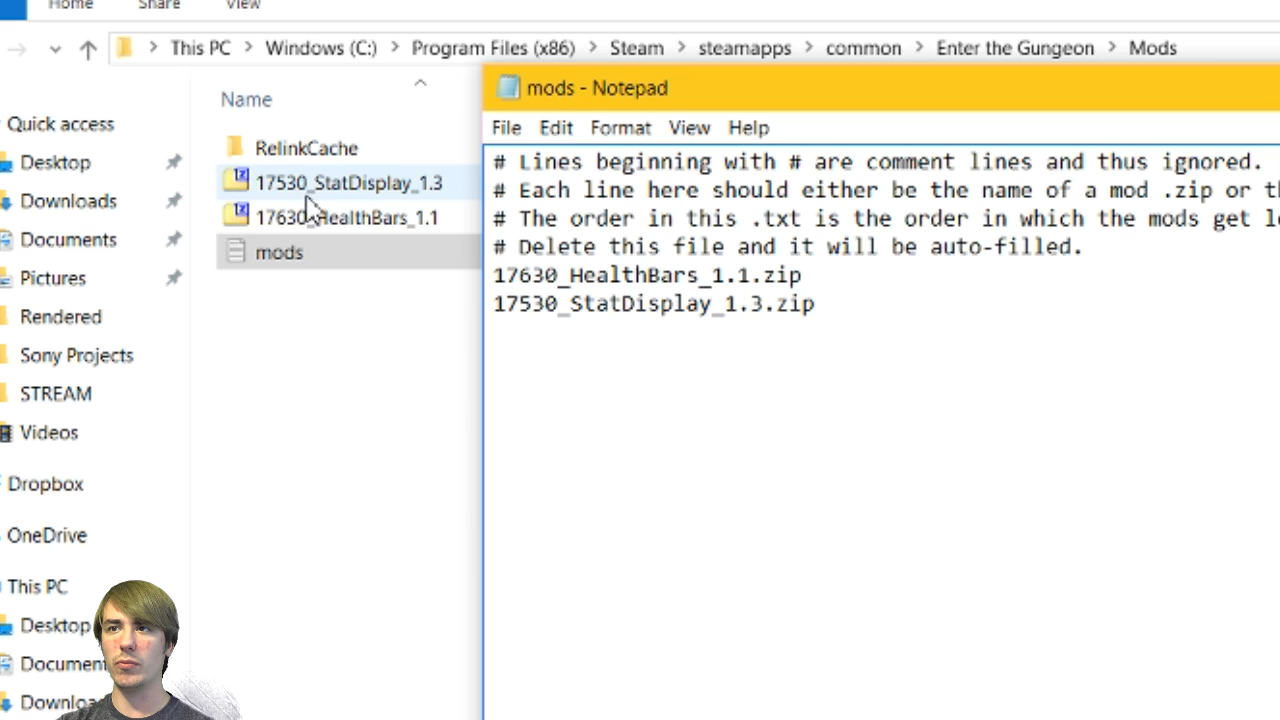 Home Share View
This PC > Windows (C:) > Program Files (x86) > Steam > steamapps > common > Enter the Gungeon > Mods
Name
Quick access
Desktop
Downloads
Documents
Pictures
Rendered
Sony Projects
STREAM
Videos
Dropbox
OneDrive
This PC
Desktop
RelinkCache
17530_StatDisplay_1.3
17630_HealthBars_1.1
mods
mods - Notepad
File Edit Format View Help
# Lines beginning with # are comment lines and thus ignored.
# Each line here should either be the name of a mod .zip or
# The order in this .txt is the order in which the mods get
# Delete this file and it will be auto-filled.
17630_HealthBars_1.1.zip
17530_StatDisplay_1.3.zip